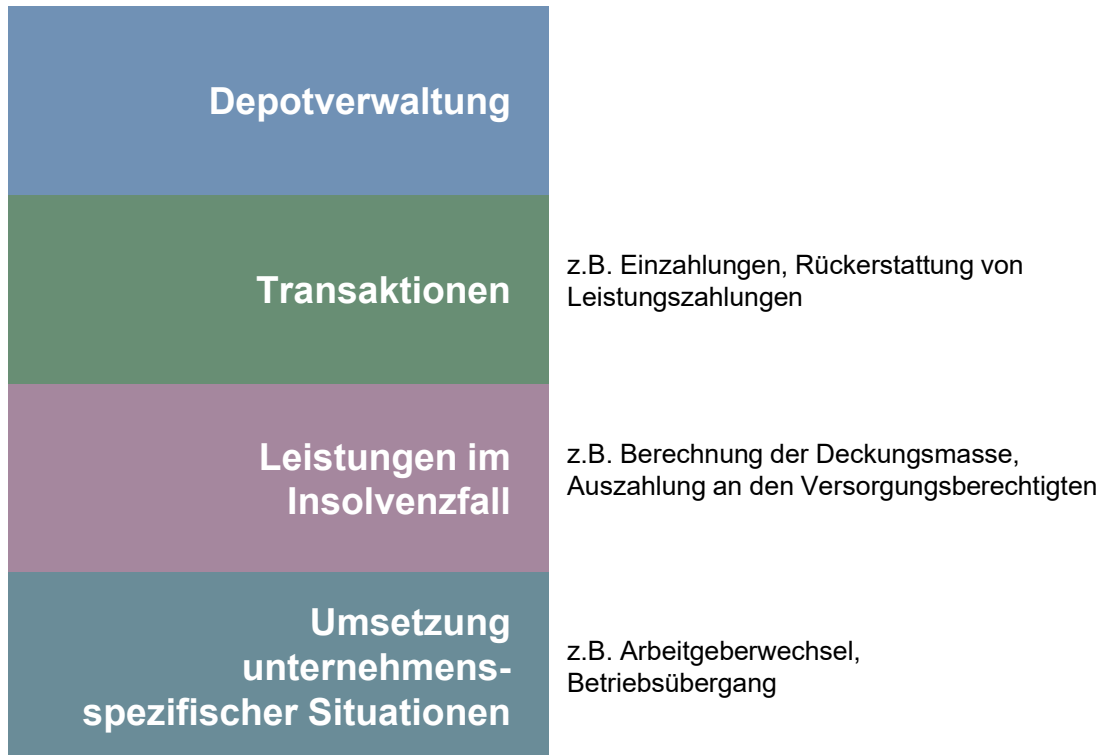 Depotverwaltung
Transaktionen
z.B. Einzahlungen, Rückerstattung von
Leistungszahlungen
Leistungen im
Insolvenzfall
z.B. Berechnung der Deckungsmasse,
Auszahlung an den Versorgungsberechtigten
Umsetzung
unternehmens-
spezifischer Situationen
z.B. Arbeitgeberwechsel,
Betriebsübergang